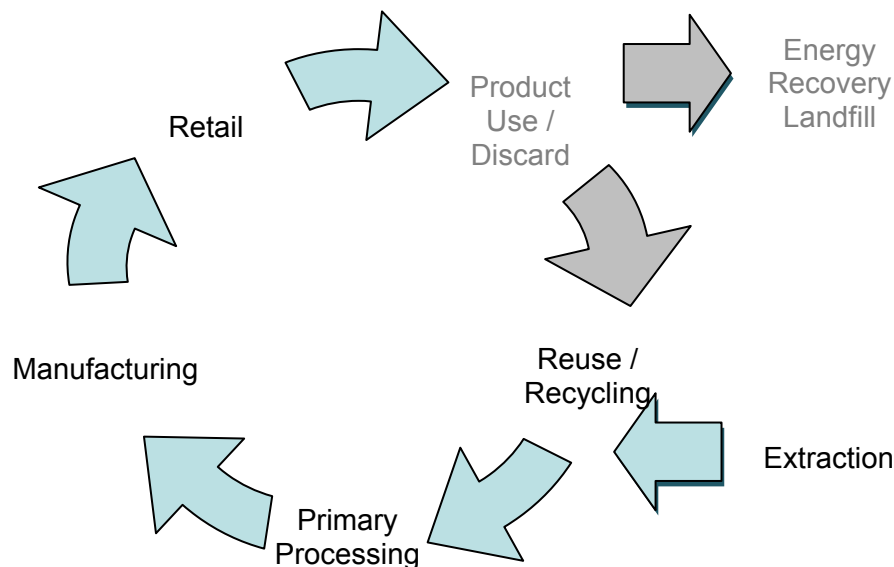 Energy
Recovery
Landfill
Product
Use /
Discard
Retail
Reuse /
Recycling
Manufacturing
Extraction
Primary
Processing